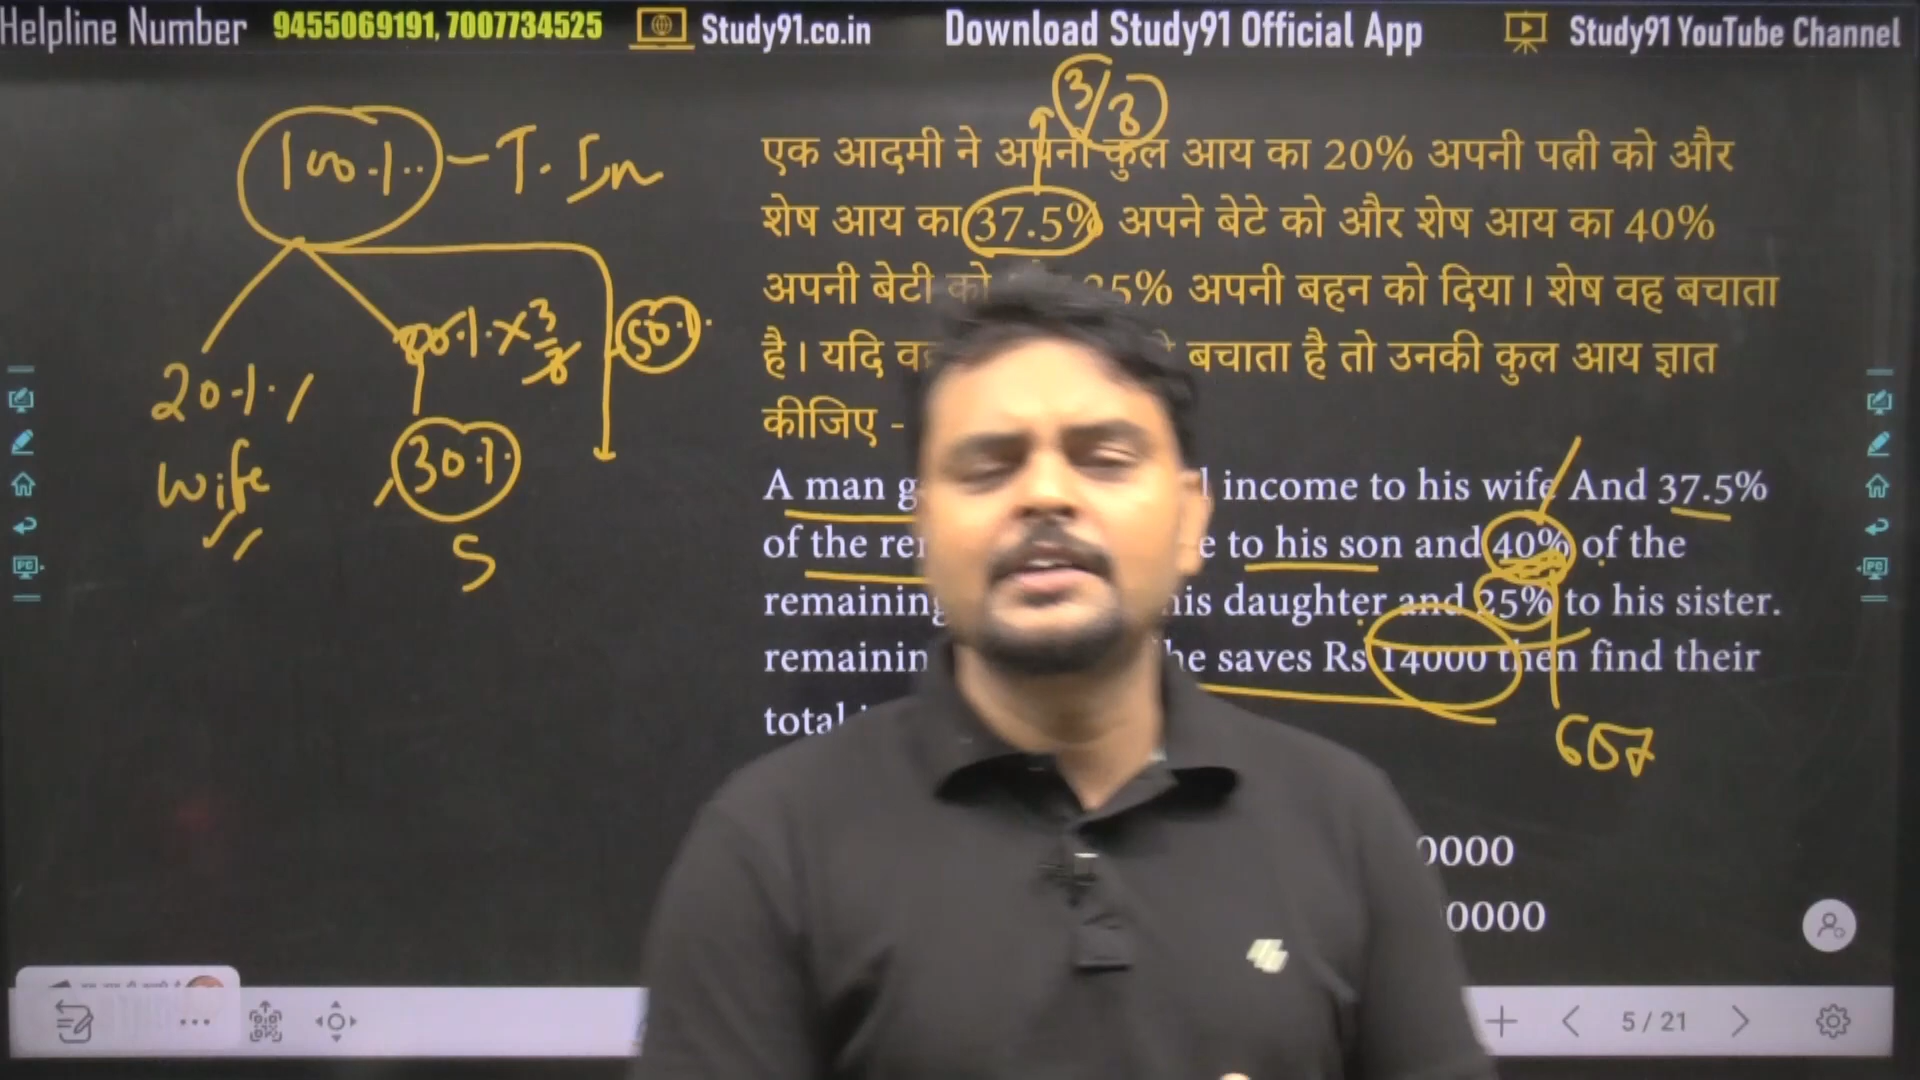 Helpline Number 9455069191, 7007734525 Study91.co.in Download Study91 Official App Study91 YouTube Channel
3/8
100% - T. In
एक आदमी ने अपनी कुल आय का 20% अपनी पत्नी को और
शेष आय का 37.5% अपने बेटे को और शेष आय का 40%
अपनी बेटी को 25% अपनी बहन को दिया। शेष वह बचाता
है। यदि बचाता है तो उनकी कुल आय ज्ञात
कीजिए -
80% × 3/8
50%
20%
wife
30%
S
A man income to his wife And 37.5%
of the to his son and 40% of the
remaining his daughter and 25% to his sister.
he saves Rs 14000 then find their
total
0000
0000
5 / 21